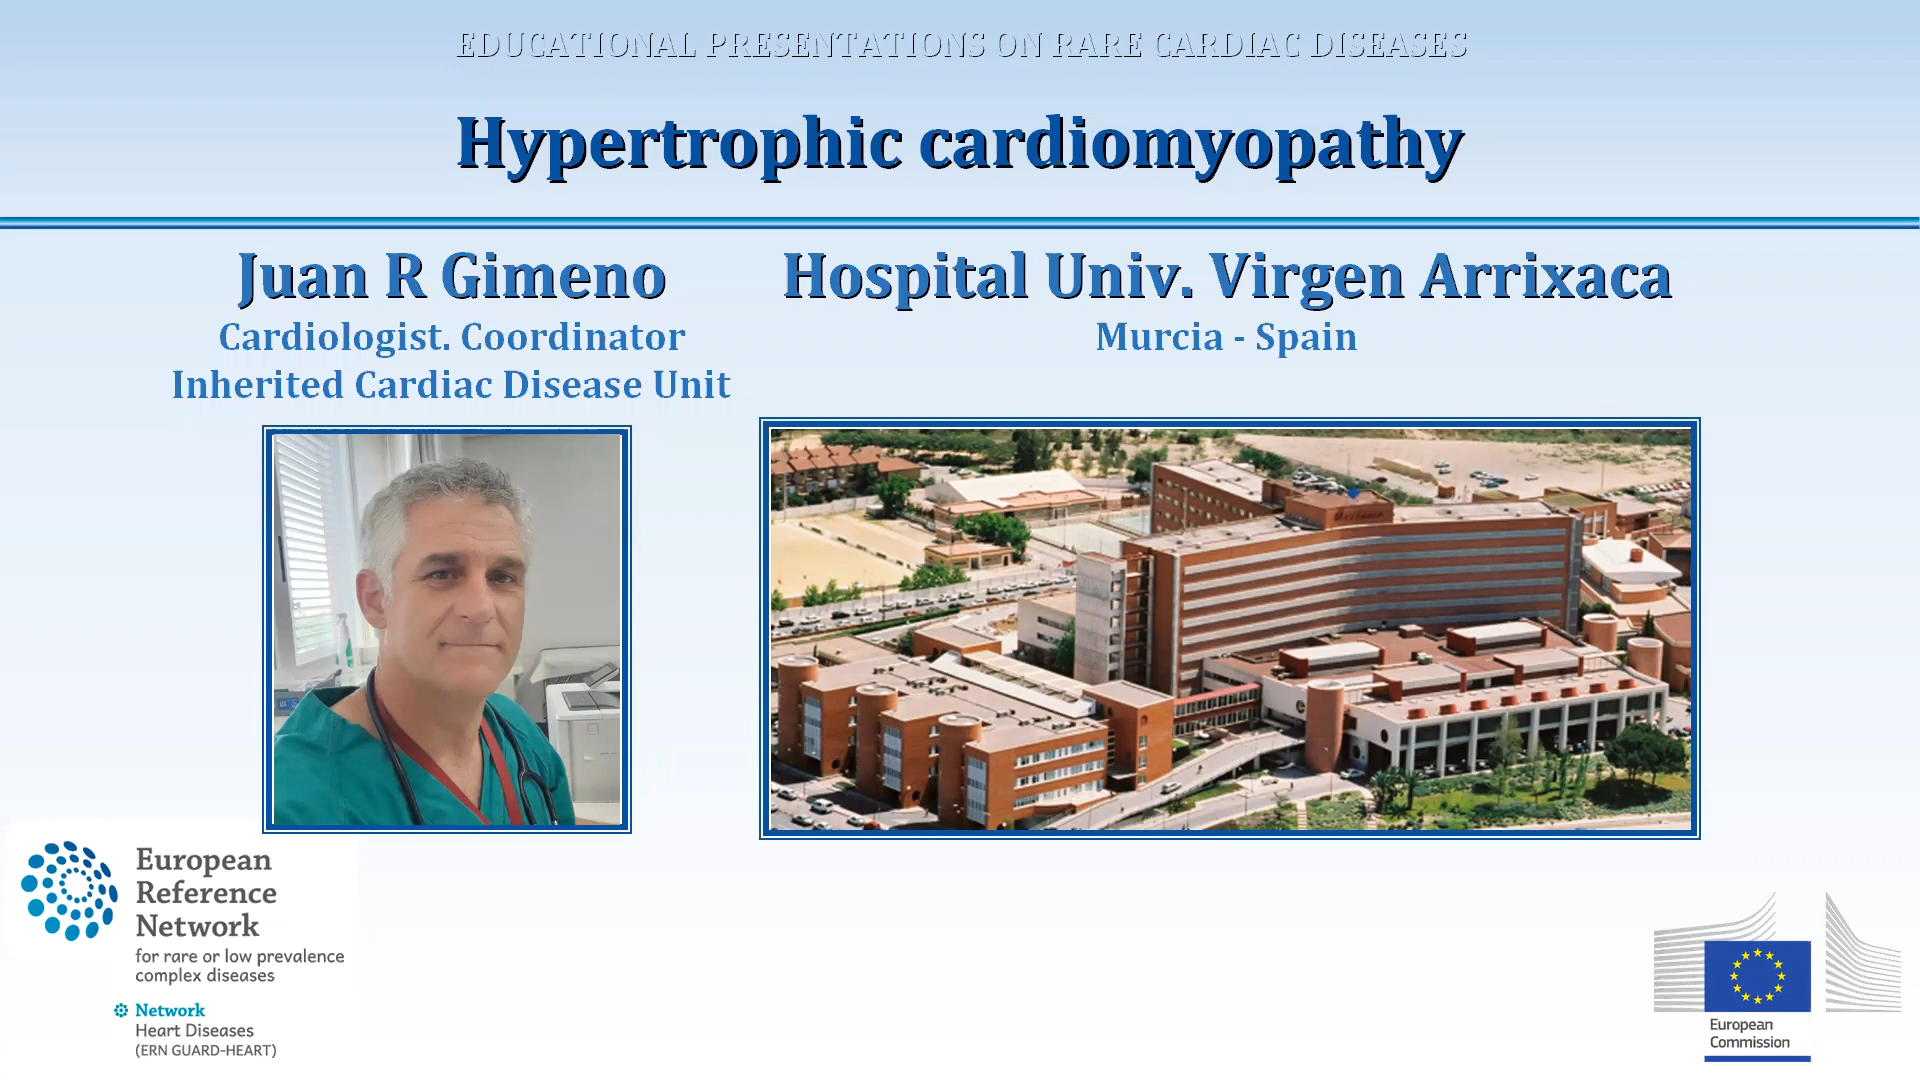 EDUCATIONAL PRESENTATIONS ON RARE CARDIAC DISEASES
Hypertrophic cardiomyopathy
Juan R Gimeno
Cardiologist. Coordinator
Inherited Cardiac Disease Unit
Hospital Univ. Virgen Arrixaca
Murcia - Spain
European
Reference
Network
for rare or low prevalence
complex diseases
Network
Heart Diseases
(ERN GUARD-HEART)
European
Commission